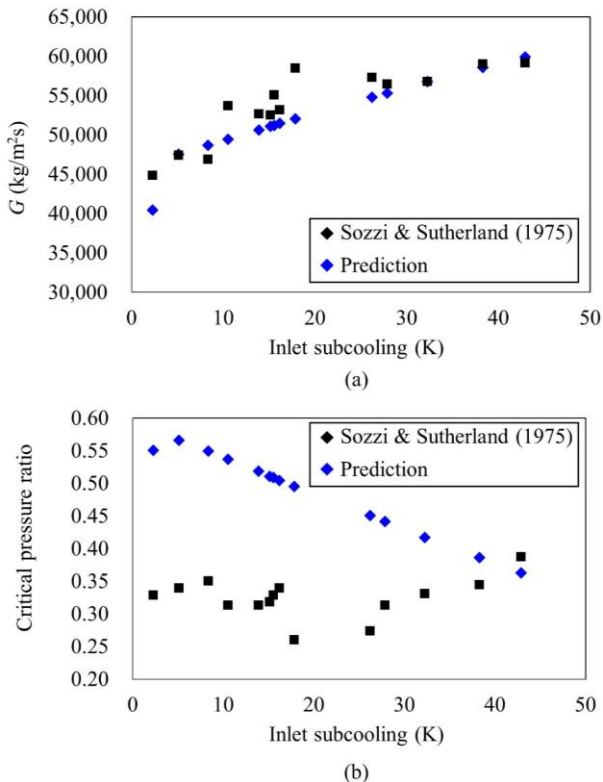 65,000
60,000
55,000
50,000
45,000
40,000
35,000
30,000
G (kg/m²s)
Sozzi & Sutherland (1975)
Prediction
0 10 20 30 40 50
Inlet subcooling (K)
(a)
0.60
0.55
0.50
0.45
0.40
0.35
0.30
0.25
0.20
Critical pressure ratio
Sozzi & Sutherland (1975)
Prediction
0 10 20 30 40 50
Inlet subcooling (K)
(b)